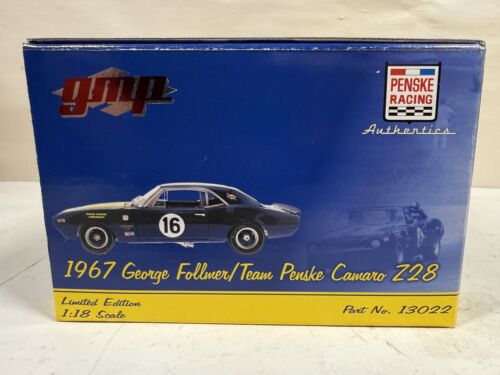 gmp
PENSKE
RACING
Authentics
16
1967 George Follmer/Team Penske Camaro Z28
Limited Edition
1:18 Scale
Part No. 13022